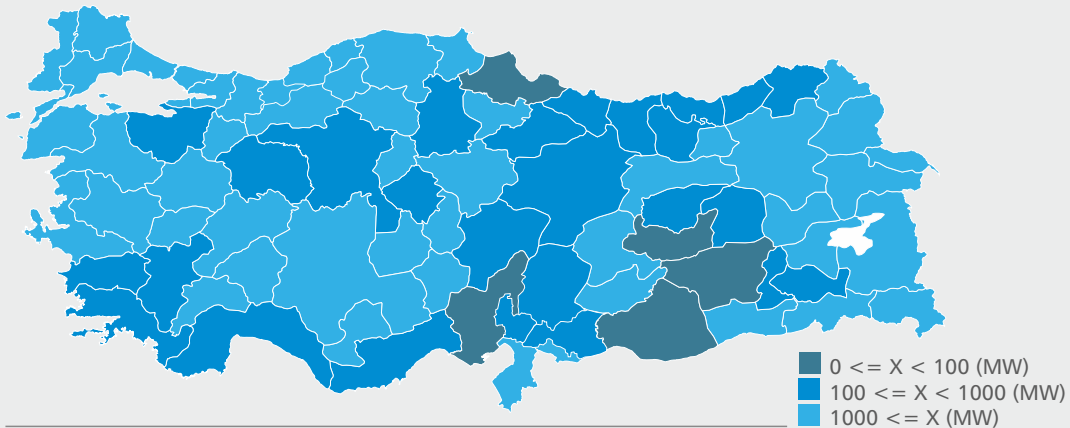 0 <= X < 100 (MW)
100 <= X < 1000 (MW)
1000 <= X (MW)